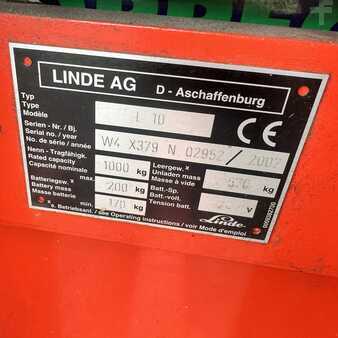 LINDE AG D - Aschaffenburg
Typ
Type
Modèle
L 10
Serien - Nr. / Bj.
Serial no. / year
No. de série / année
W4 X379 N 02952 / 2002
CE
Nenn - Tragfähigk.
Rated capacity
Capacité nominale
1000 kg
Leergew. x
Unladen mass
Masse à vide
kg
Batteriegew. x
Battery mass
Masse batterie
max 200 kg
min 170 kg
Batt.-Sp.
Batt. volt.
Tension batt.
V
Linde
x s. Betriebsanl. / see Operating instructions / voir Mode d'emploi